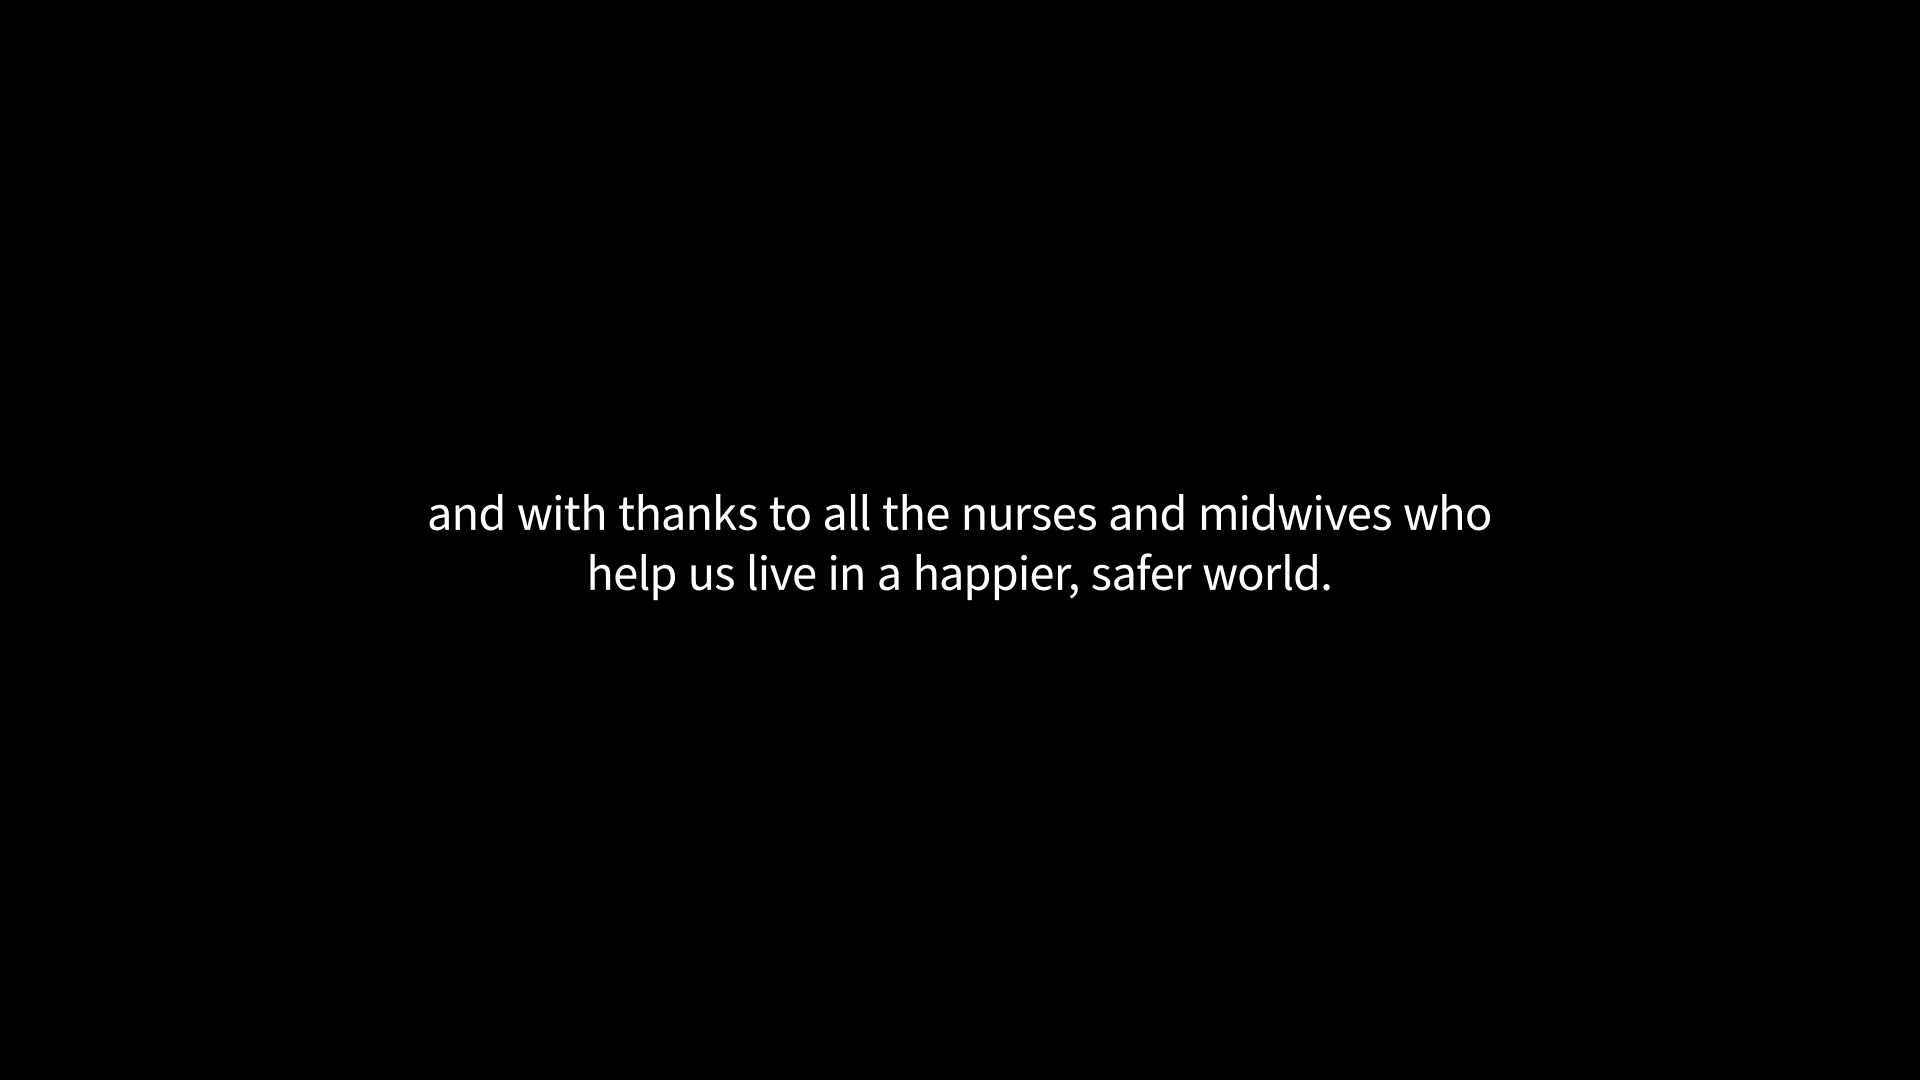 and with thanks to all the nurses and midwives who
help us live in a happier, safer world.